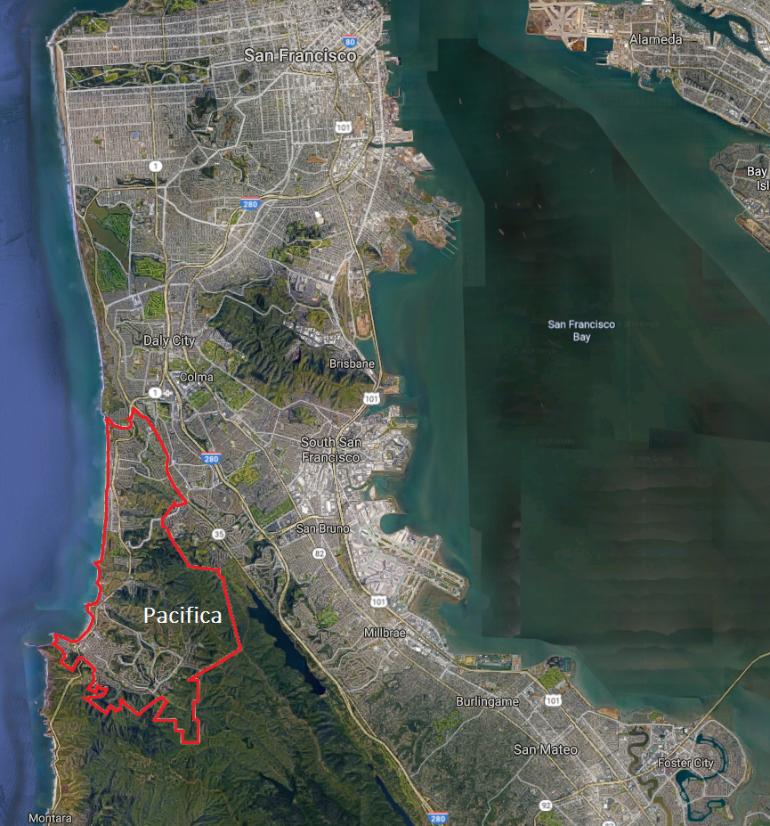 San Francisco
80
Alameda
101
1
Bay
Isl
280
San Francisco
Bay
Daly City
Brisbane
Colma
1
101
South San
Francisco
280
San Bruno
35
82
101
Pacifica
Millbrae
Burlingame
101
San Mateo
Foster City
92
Montara
280